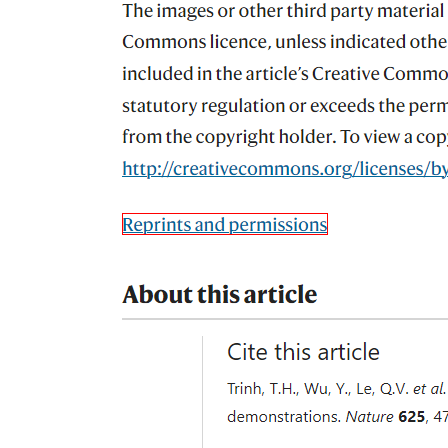 The images or other third party material
Commons licence, unless indicated othe
included in the article’s Creative Commo
statutory regulation or exceeds the perm
from the copyright holder. To view a cop
http://creativecommons.org/licenses/by
Reprints and permissions
About this article
Cite this article
Trinh, T.H., Wu, Y., Le, Q.V. et al.
demonstrations. Nature 625, 47